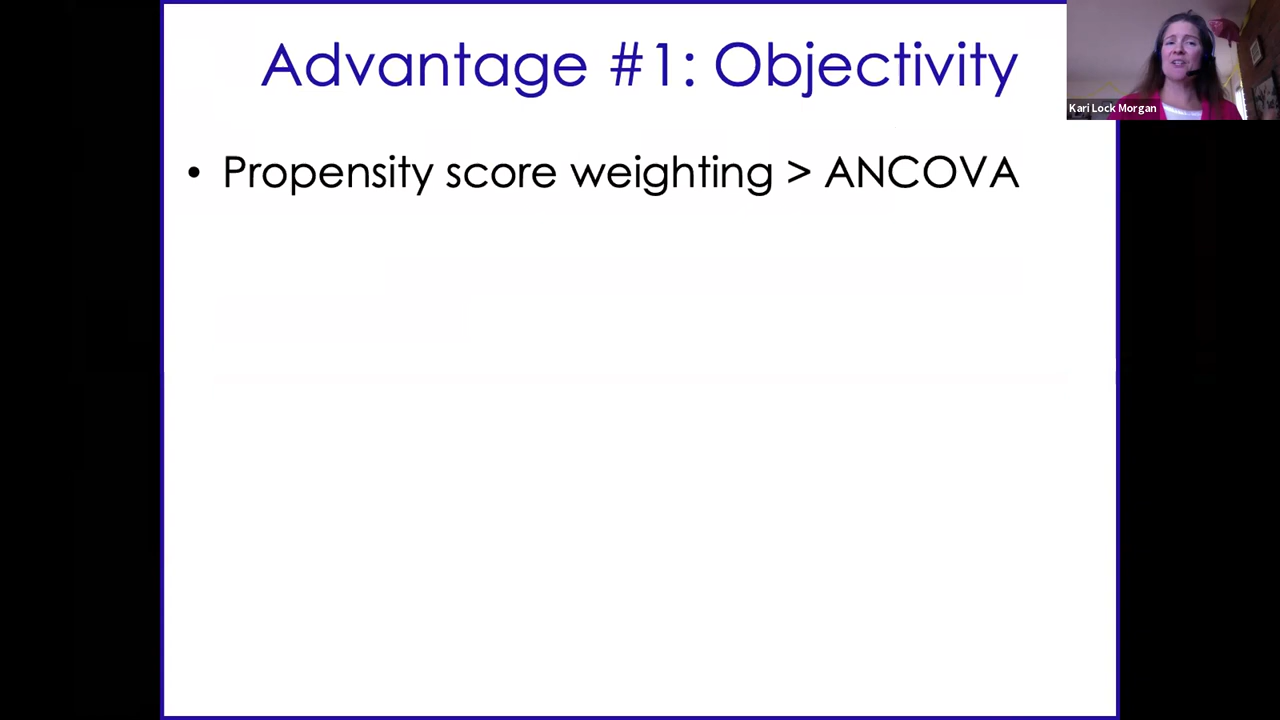 Advantage #1: Objectivity
Kari Lock Morgan
• Propensity score weighting > ANCOVA